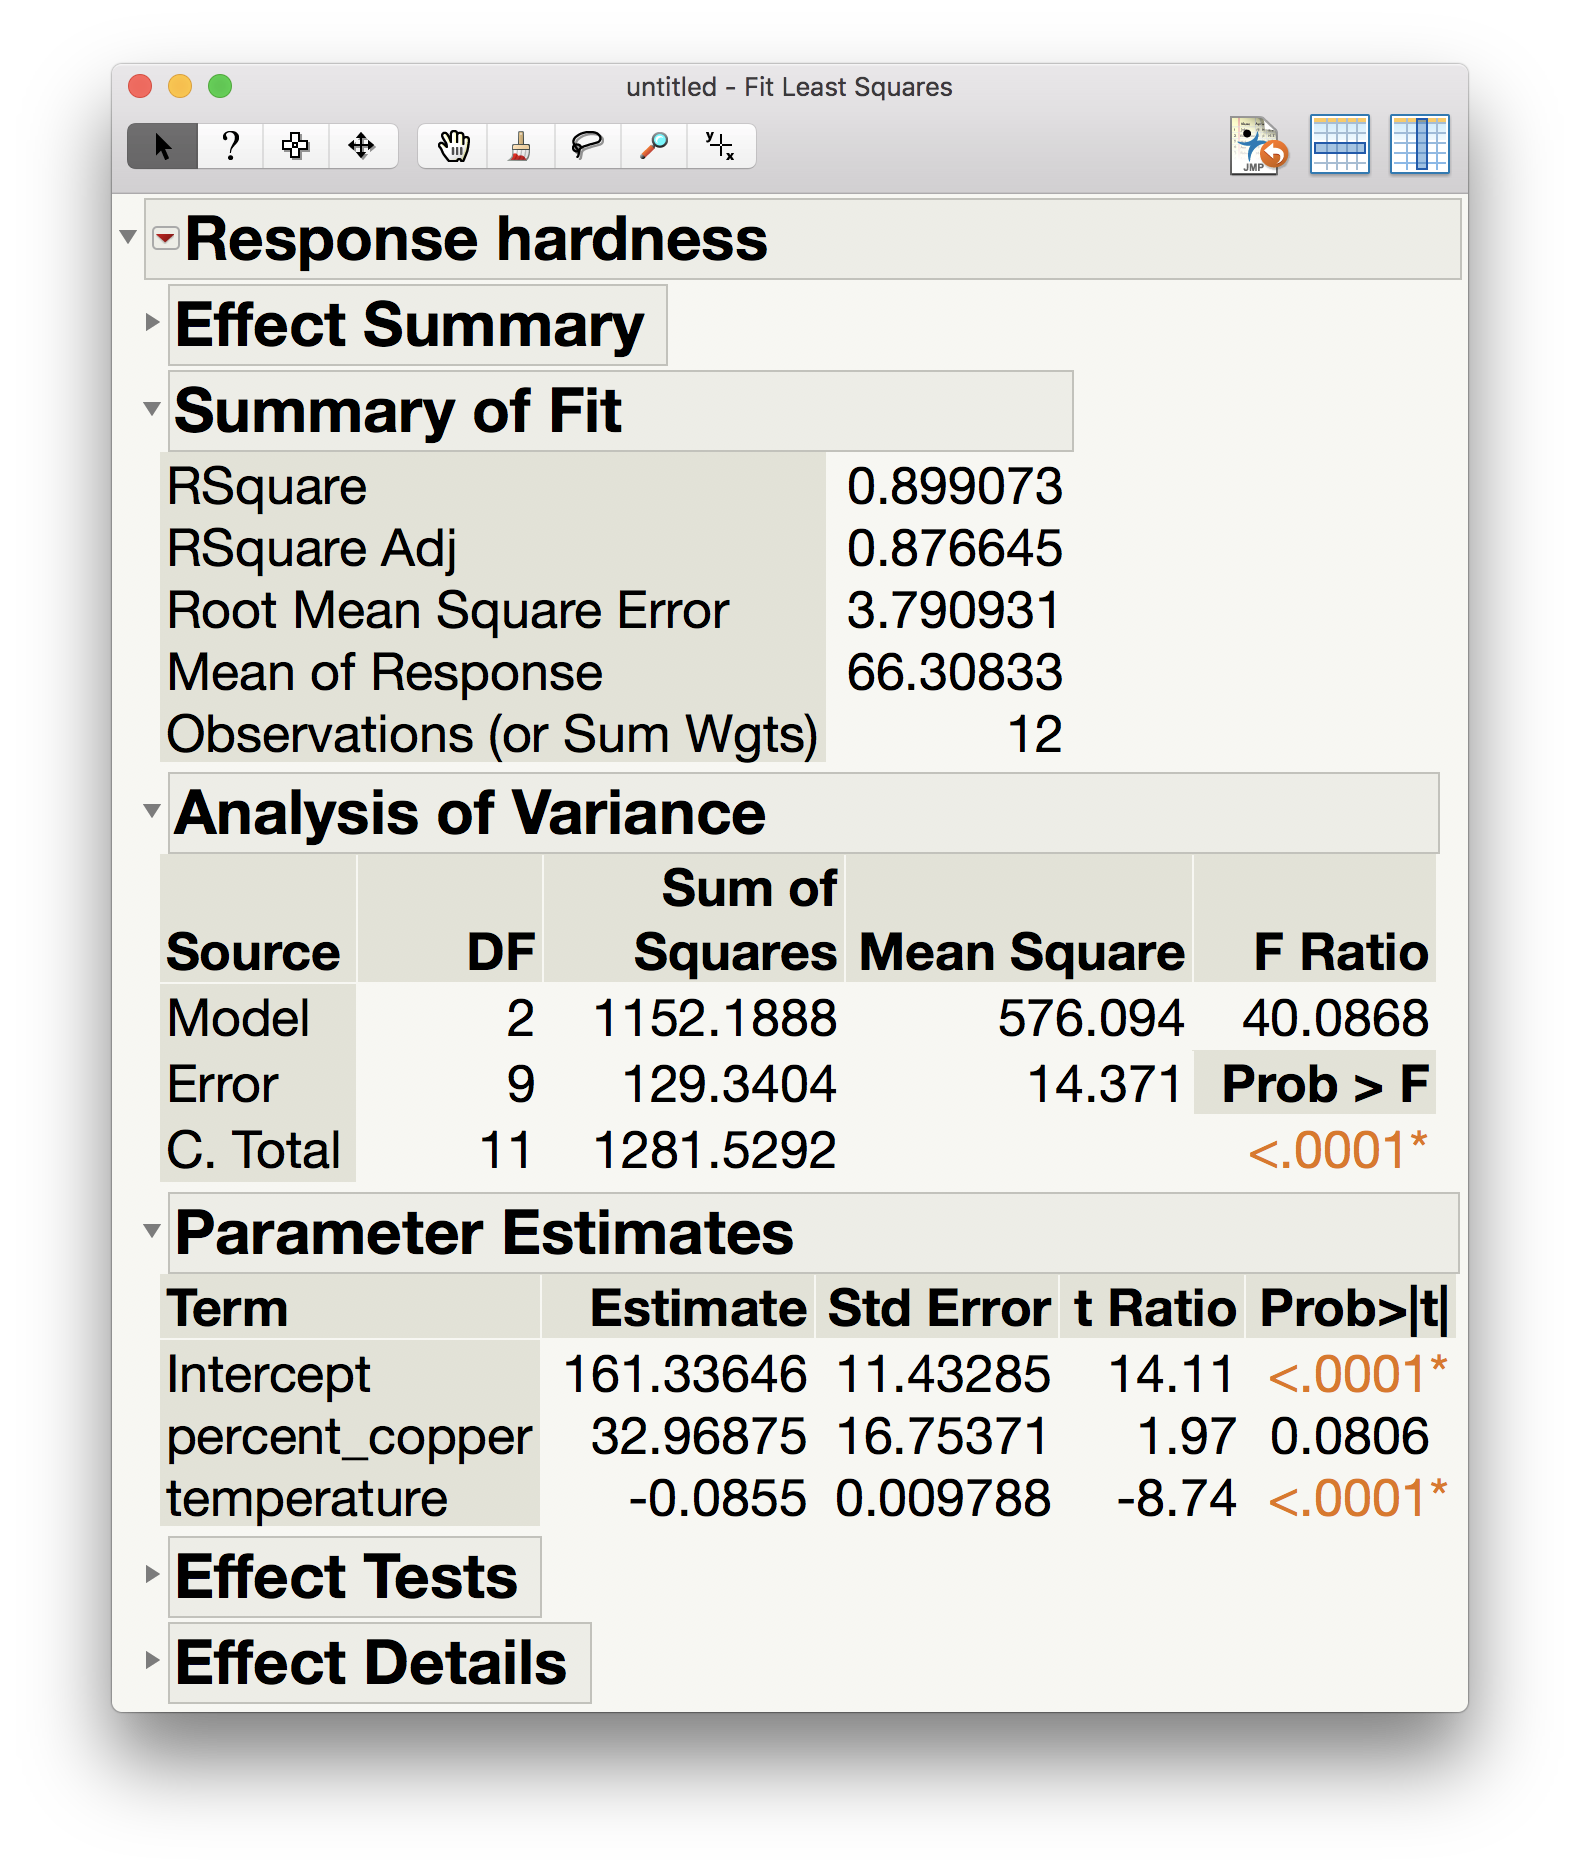 untitled - Fit Least Squares
?
y x
JMP
Response hardness
Effect Summary
Summary of Fit
RSquare 0.899073
RSquare Adj 0.876645
Root Mean Square Error 3.790931
Mean of Response 66.30833
Observations (or Sum Wgts) 12
Analysis of Variance
Source DF Sum of Squares Mean Square F Ratio
Model 2 1152.1888 576.094 40.0868
Error 9 129.3404 14.371 Prob > F
C. Total 11 1281.5292 <.0001*
Parameter Estimates
Term Estimate Std Error t Ratio Prob>|t|
Intercept 161.33646 11.43285 14.11 <.0001*
percent_copper 32.96875 16.75371 1.97 0.0806
temperature -0.0855 0.009788 -8.74 <.0001*
Effect Tests
Effect Details